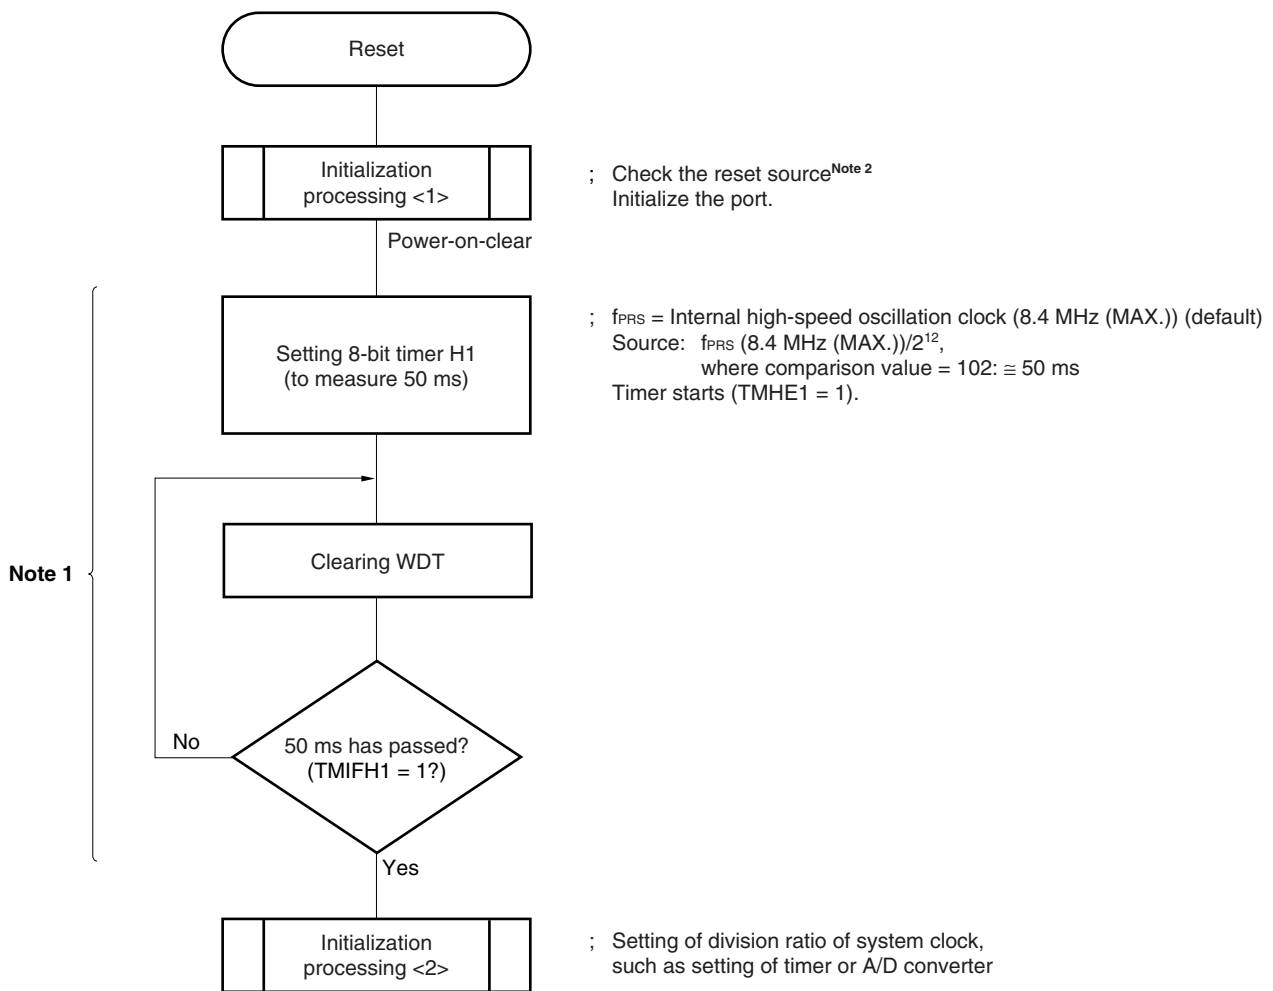 Reset
Initialization
processing <1>
; Check the reset source Note 2
Initialize the port.
Power-on-clear
Setting 8-bit timer H1
(to measure 50 ms)
; fPRS = Internal high-speed oscillation clock (8.4 MHz (MAX.)) (default)
Source: fPRS (8.4 MHz (MAX.))/2¹²,
where comparison value = 102: ≅ 50 ms
Timer starts (TMHE1 = 1).
Note 1
Clearing WDT
No
50 ms has passed?
(TMIFH1 = 1?)
Yes
Initialization
processing <2>
; Setting of division ratio of system clock,
such as setting of timer or A/D converter